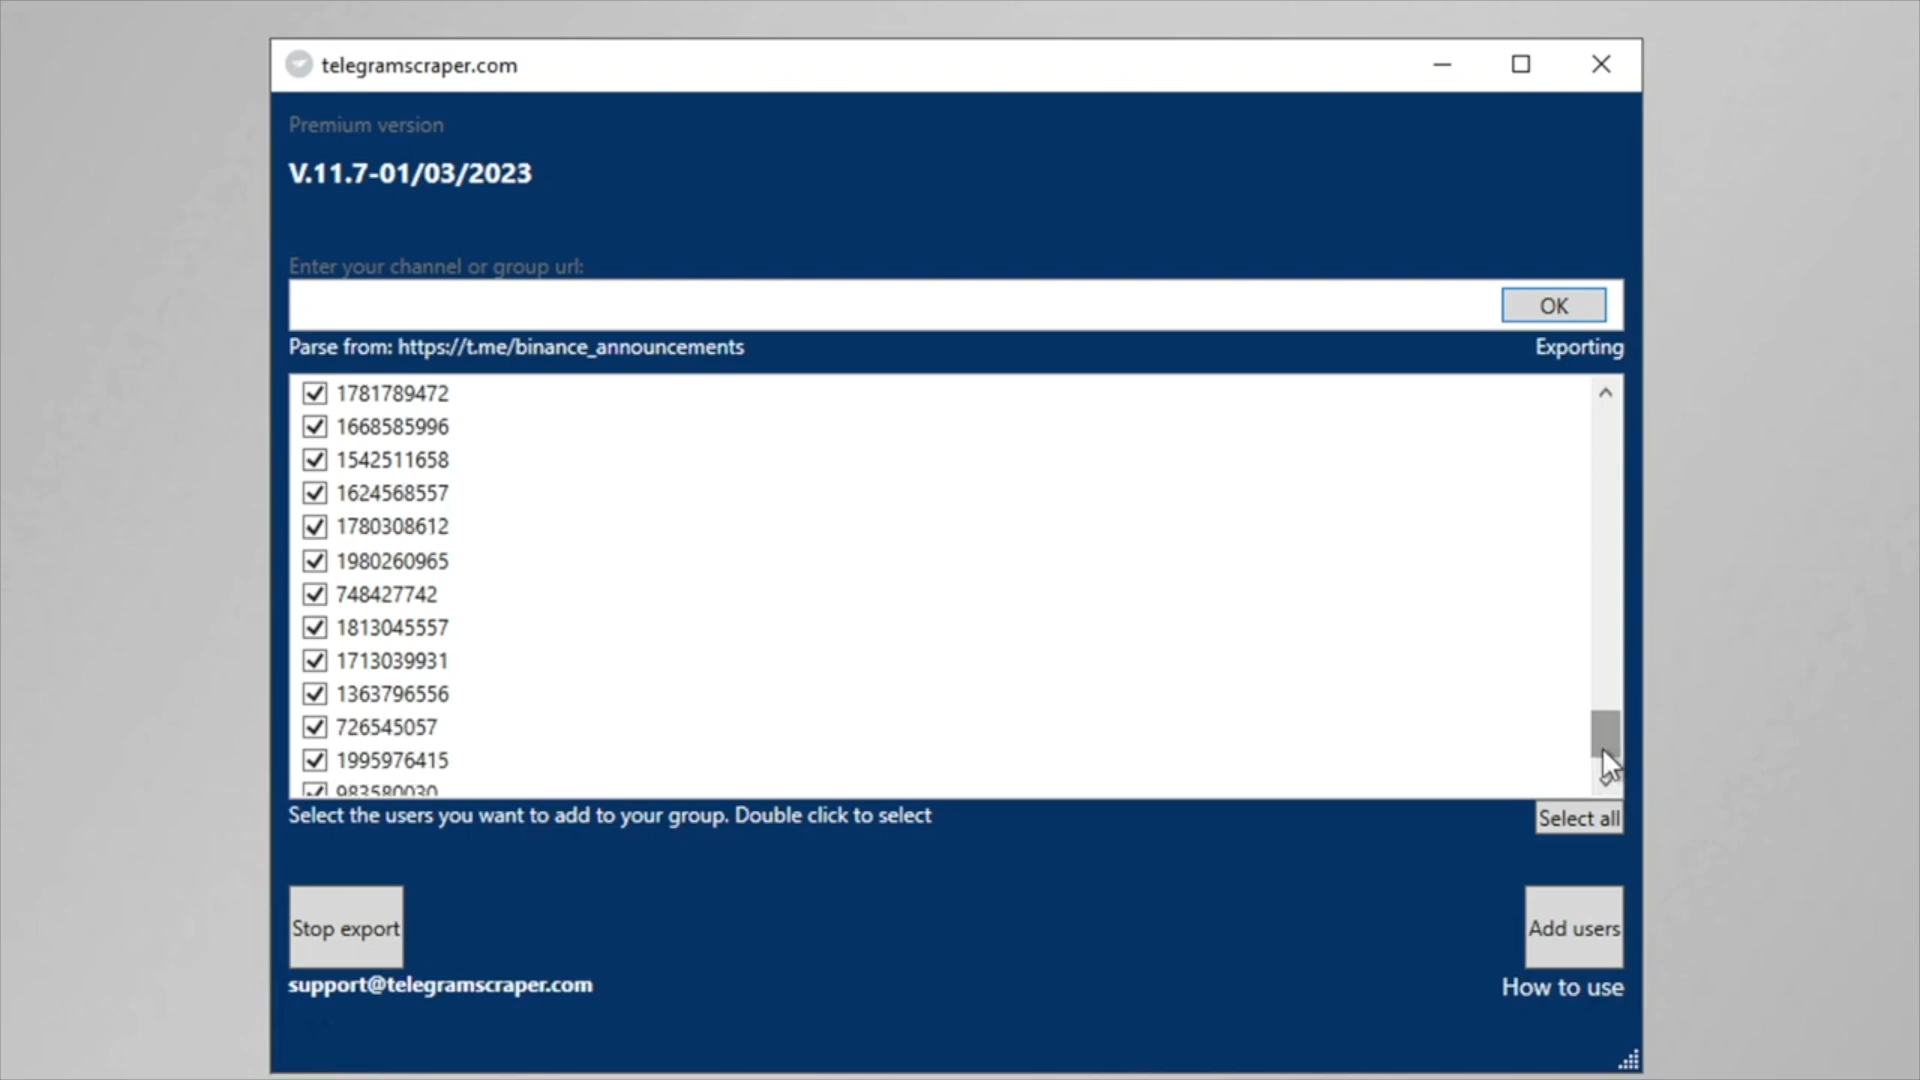 telegramscraper.com
Premium version
V.11.7-01/03/2023
Enter your channel or group url:
OK
Parse from: https://t.me/binance_announcements
Exporting
1781789472
1668585996
1542511658
1624568557
1780308612
1980260965
748427742
1813045557
1713039931
1363796556
726545057
1995976415
983580030
Select the users you want to add to your group. Double click to select
Select all
Stop export
Add users
support@telegramscraper.com
How to use